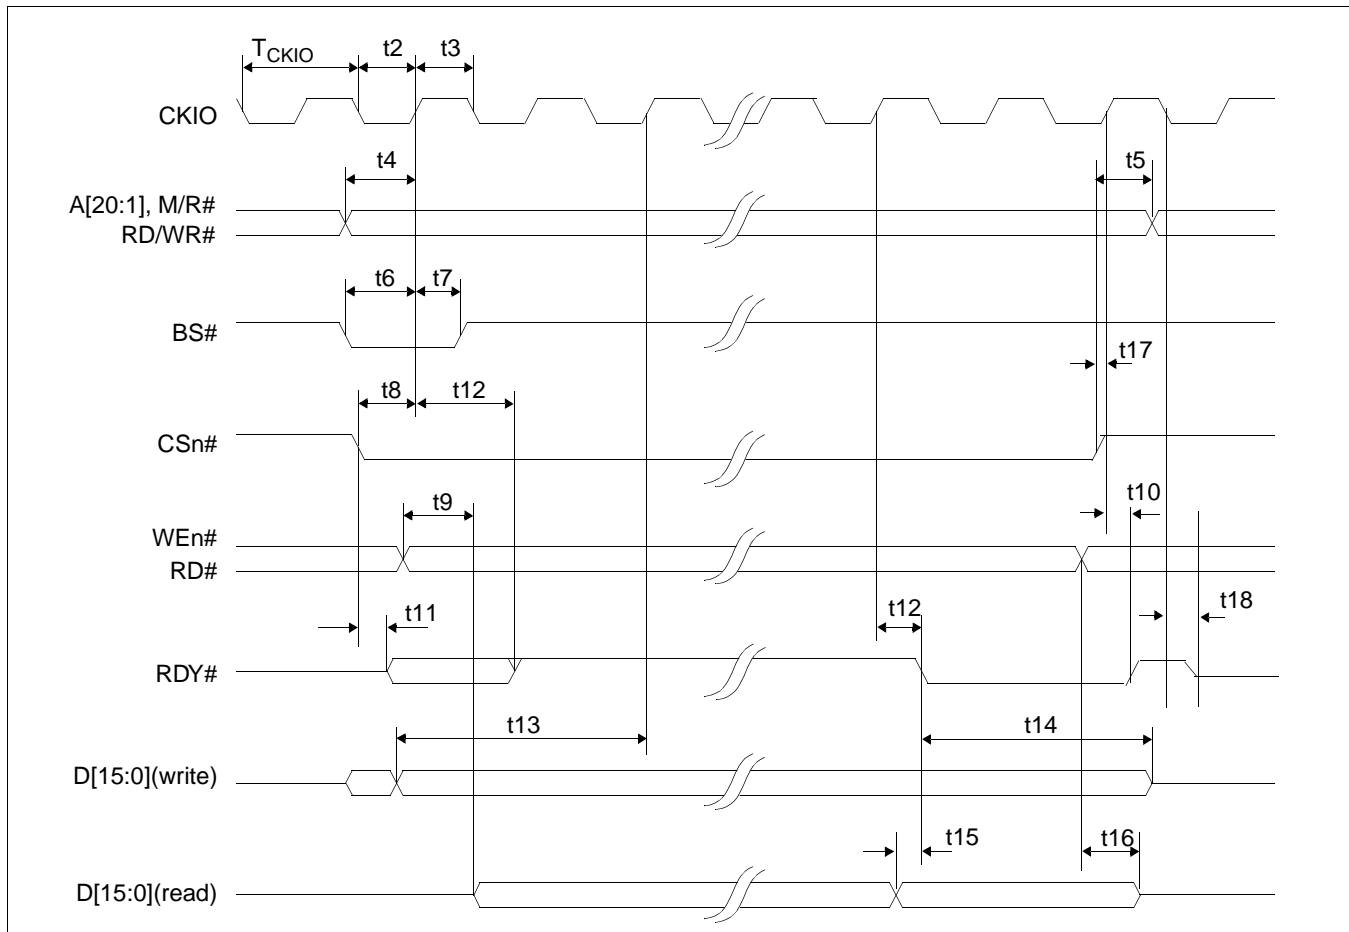 T_CKIO t2 t3
CKIO
t4 t5
A[20:1], M/R#
RD/WR#
t6 t7
BS#
t17
t8 t12
CSn#
t10
t9
WEn#
RD#
t18
t11 t12
RDY#
t13 t14
D[15:0](write)
t15 t16
D[15:0](read)